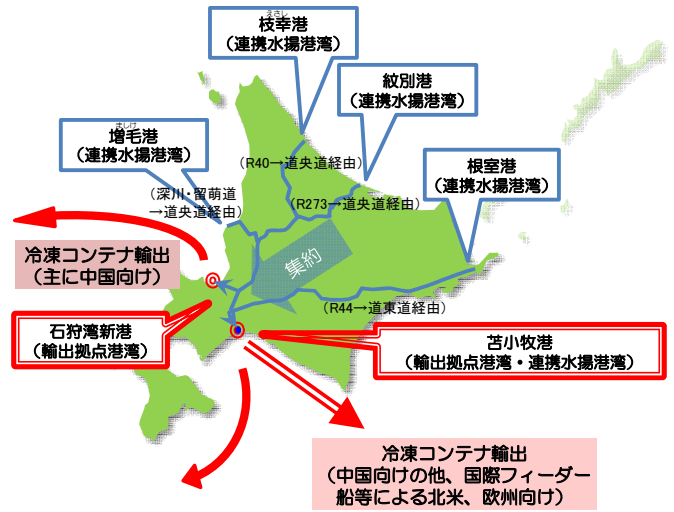 えさし
枝幸港
（連携水揚港湾）
紋別港
（連携水揚港湾）
ましけ
増毛港
（連携水揚港湾）
根室港
（連携水揚港湾）
（R40→道央道経由）
（深川・留萌道
→道央道経由）
（R273→道央道経由）
冷凍コンテナ輸出
（主に中国向け）
集約
（R44→道東道経由）
石狩湾新港
（輸出拠点港湾）
苫小牧港
（輸出拠点港湾・連携水揚港湾）
冷凍コンテナ輸出
（中国向けの他、国際フィーダー
船等による北米、欧州向け）